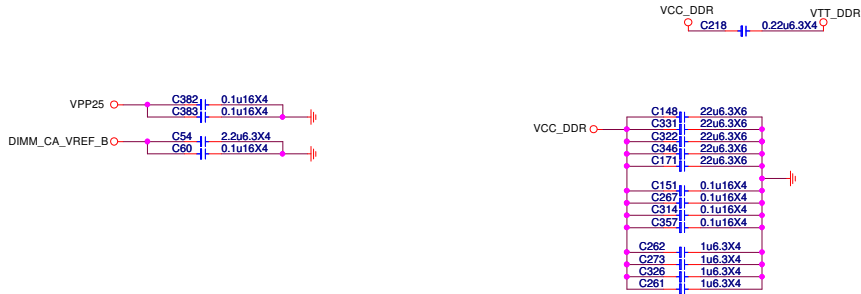 VCC_DDR VTT_DDR
C218 0.22u6.3X4
VPP25 C382 0.1u16X4
C383 0.1u16X4
DIMM_CA_VREF_B C54 2.2u6.3X4
C60 0.1u16X4
C148 22u6.3X6
VCC_DDR C331 22u6.3X6
C322 22u6.3X6
C346 22u6.3X6
C171 22u6.3X6
C151 0.1u16X4
C267 0.1u16X4
C314 0.1u16X4
C357 0.1u16X4
C262 1u6.3X4
C273 1u6.3X4
C326 1u6.3X4
C261 1u6.3X4